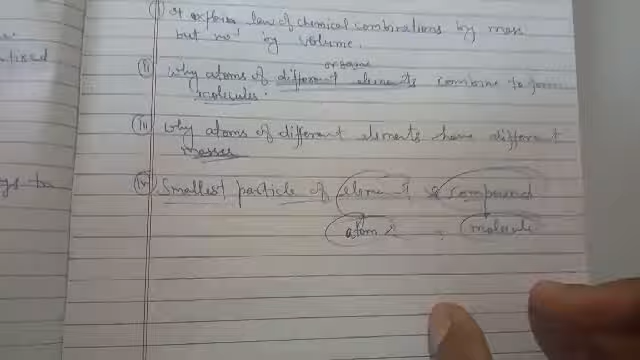 (i) It explains law of chemical combinations by mass
but not by volume.
(ii) Why atoms of different elements combine to form
molecules.
(iii) Why atoms of different elements have different
masses
(iv) Smallest particle of element & compound
atom molecule